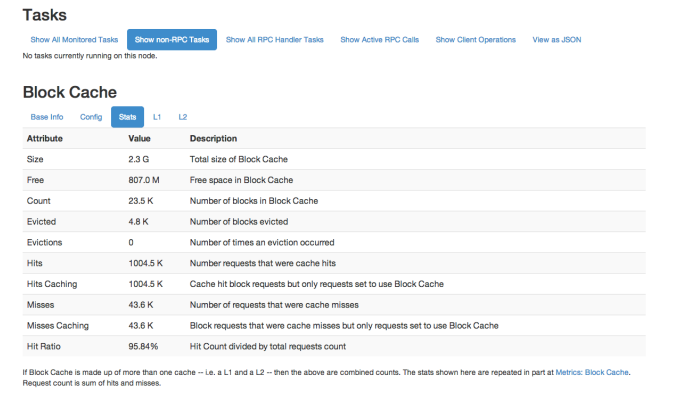 Tasks
Show All Monitored Tasks Show non-RPC Tasks Show All RPC Handler Tasks Show Active RPC Calls Show Client Operations View as JSON
No tasks currently running on this node.
Block Cache
Base Info Config Stats L1 L2
Attribute Value Description
Size 2.3 G Total size of Block Cache
Free 807.0 M Free space in Block Cache
Count 23.5 K Number of blocks in Block Cache
Evicted 4.8 K Number of blocks evicted
Evictions 0 Number of times an eviction occurred
Hits 1004.5 K Number requests that were cache hits
Hits Caching 1004.5 K Cache hit block requests but only requests set to use Block Cache
Misses 43.6 K Number of requests that were cache misses
Misses Caching 43.6 K Block requests that were cache misses but only requests set to use Block Cache
Hit Ratio 95.84% Hit Count divided by total requests count
If Block Cache is made up of more than one cache -- i.e. a L1 and a L2 -- then the above are combined counts. The stats shown here are repeated in part at Metrics: Block Cache.
Request count is sum of hits and misses.